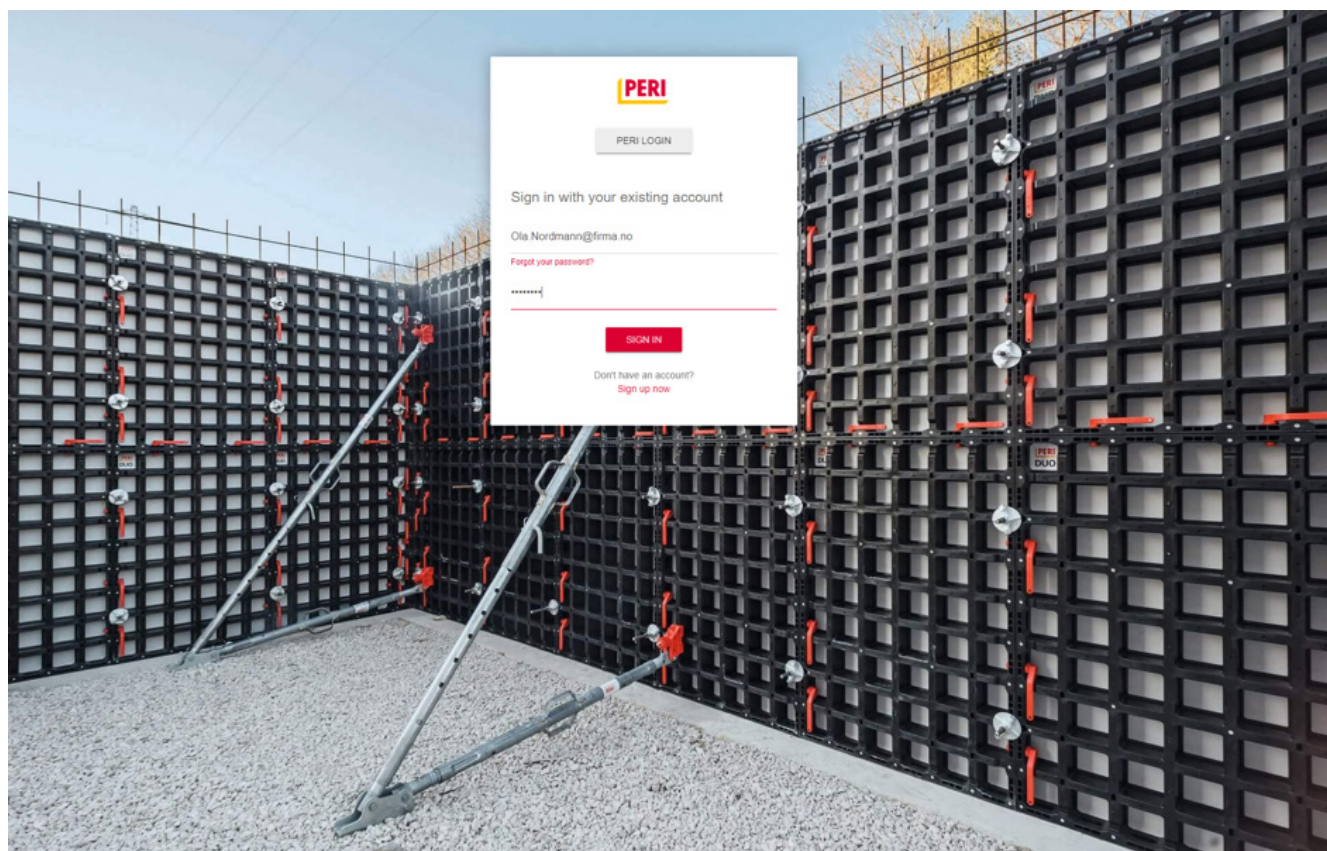 PERI
PERI LOGIN
Sign in with your existing account
Ola.Nordmann@firma.no
Forgot your password?
••••••••
SIGN IN
Don't have an account?
Sign up now
PERI
DUO
PERI
DUO